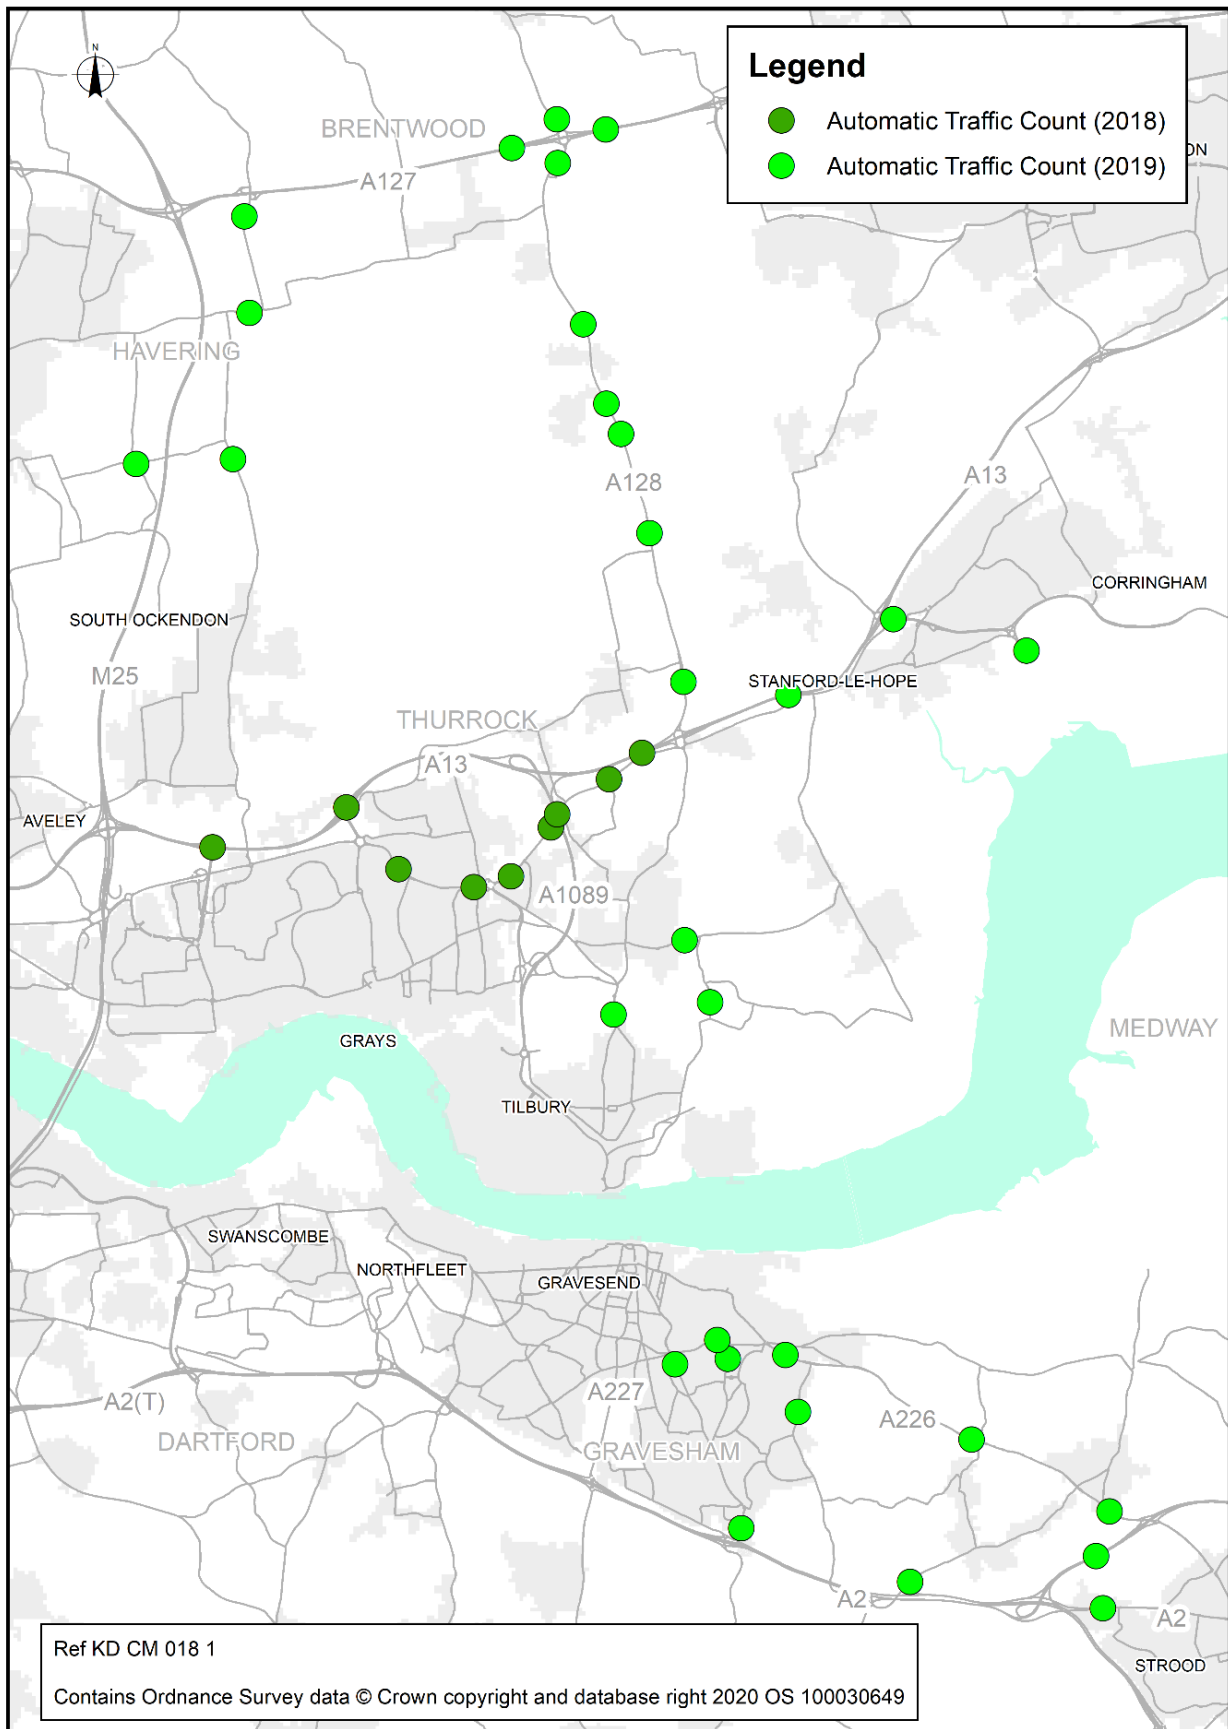 N
Legend
Automatic Traffic Count (2018)
Automatic Traffic Count (2019)
BRENTWOOD
ON
A127
HAVERING
A13
A128
CORRINGHAM
SOUTH OCKENDON
M25
STANFORD-LE-HOPE
THURROCK
A13
AVELEY
A1089
MEDWAY
GRAYS
TILBURY
SWANSCOMBE
NORTHFLEET
GRAVESEND
A227
A2(T)
A226
DARTFORD
GRAVESHAM
A2
A2
STROOD
Ref KD CM 018 1
Contains Ordnance Survey data © Crown copyright and database right 2020 OS 100030649